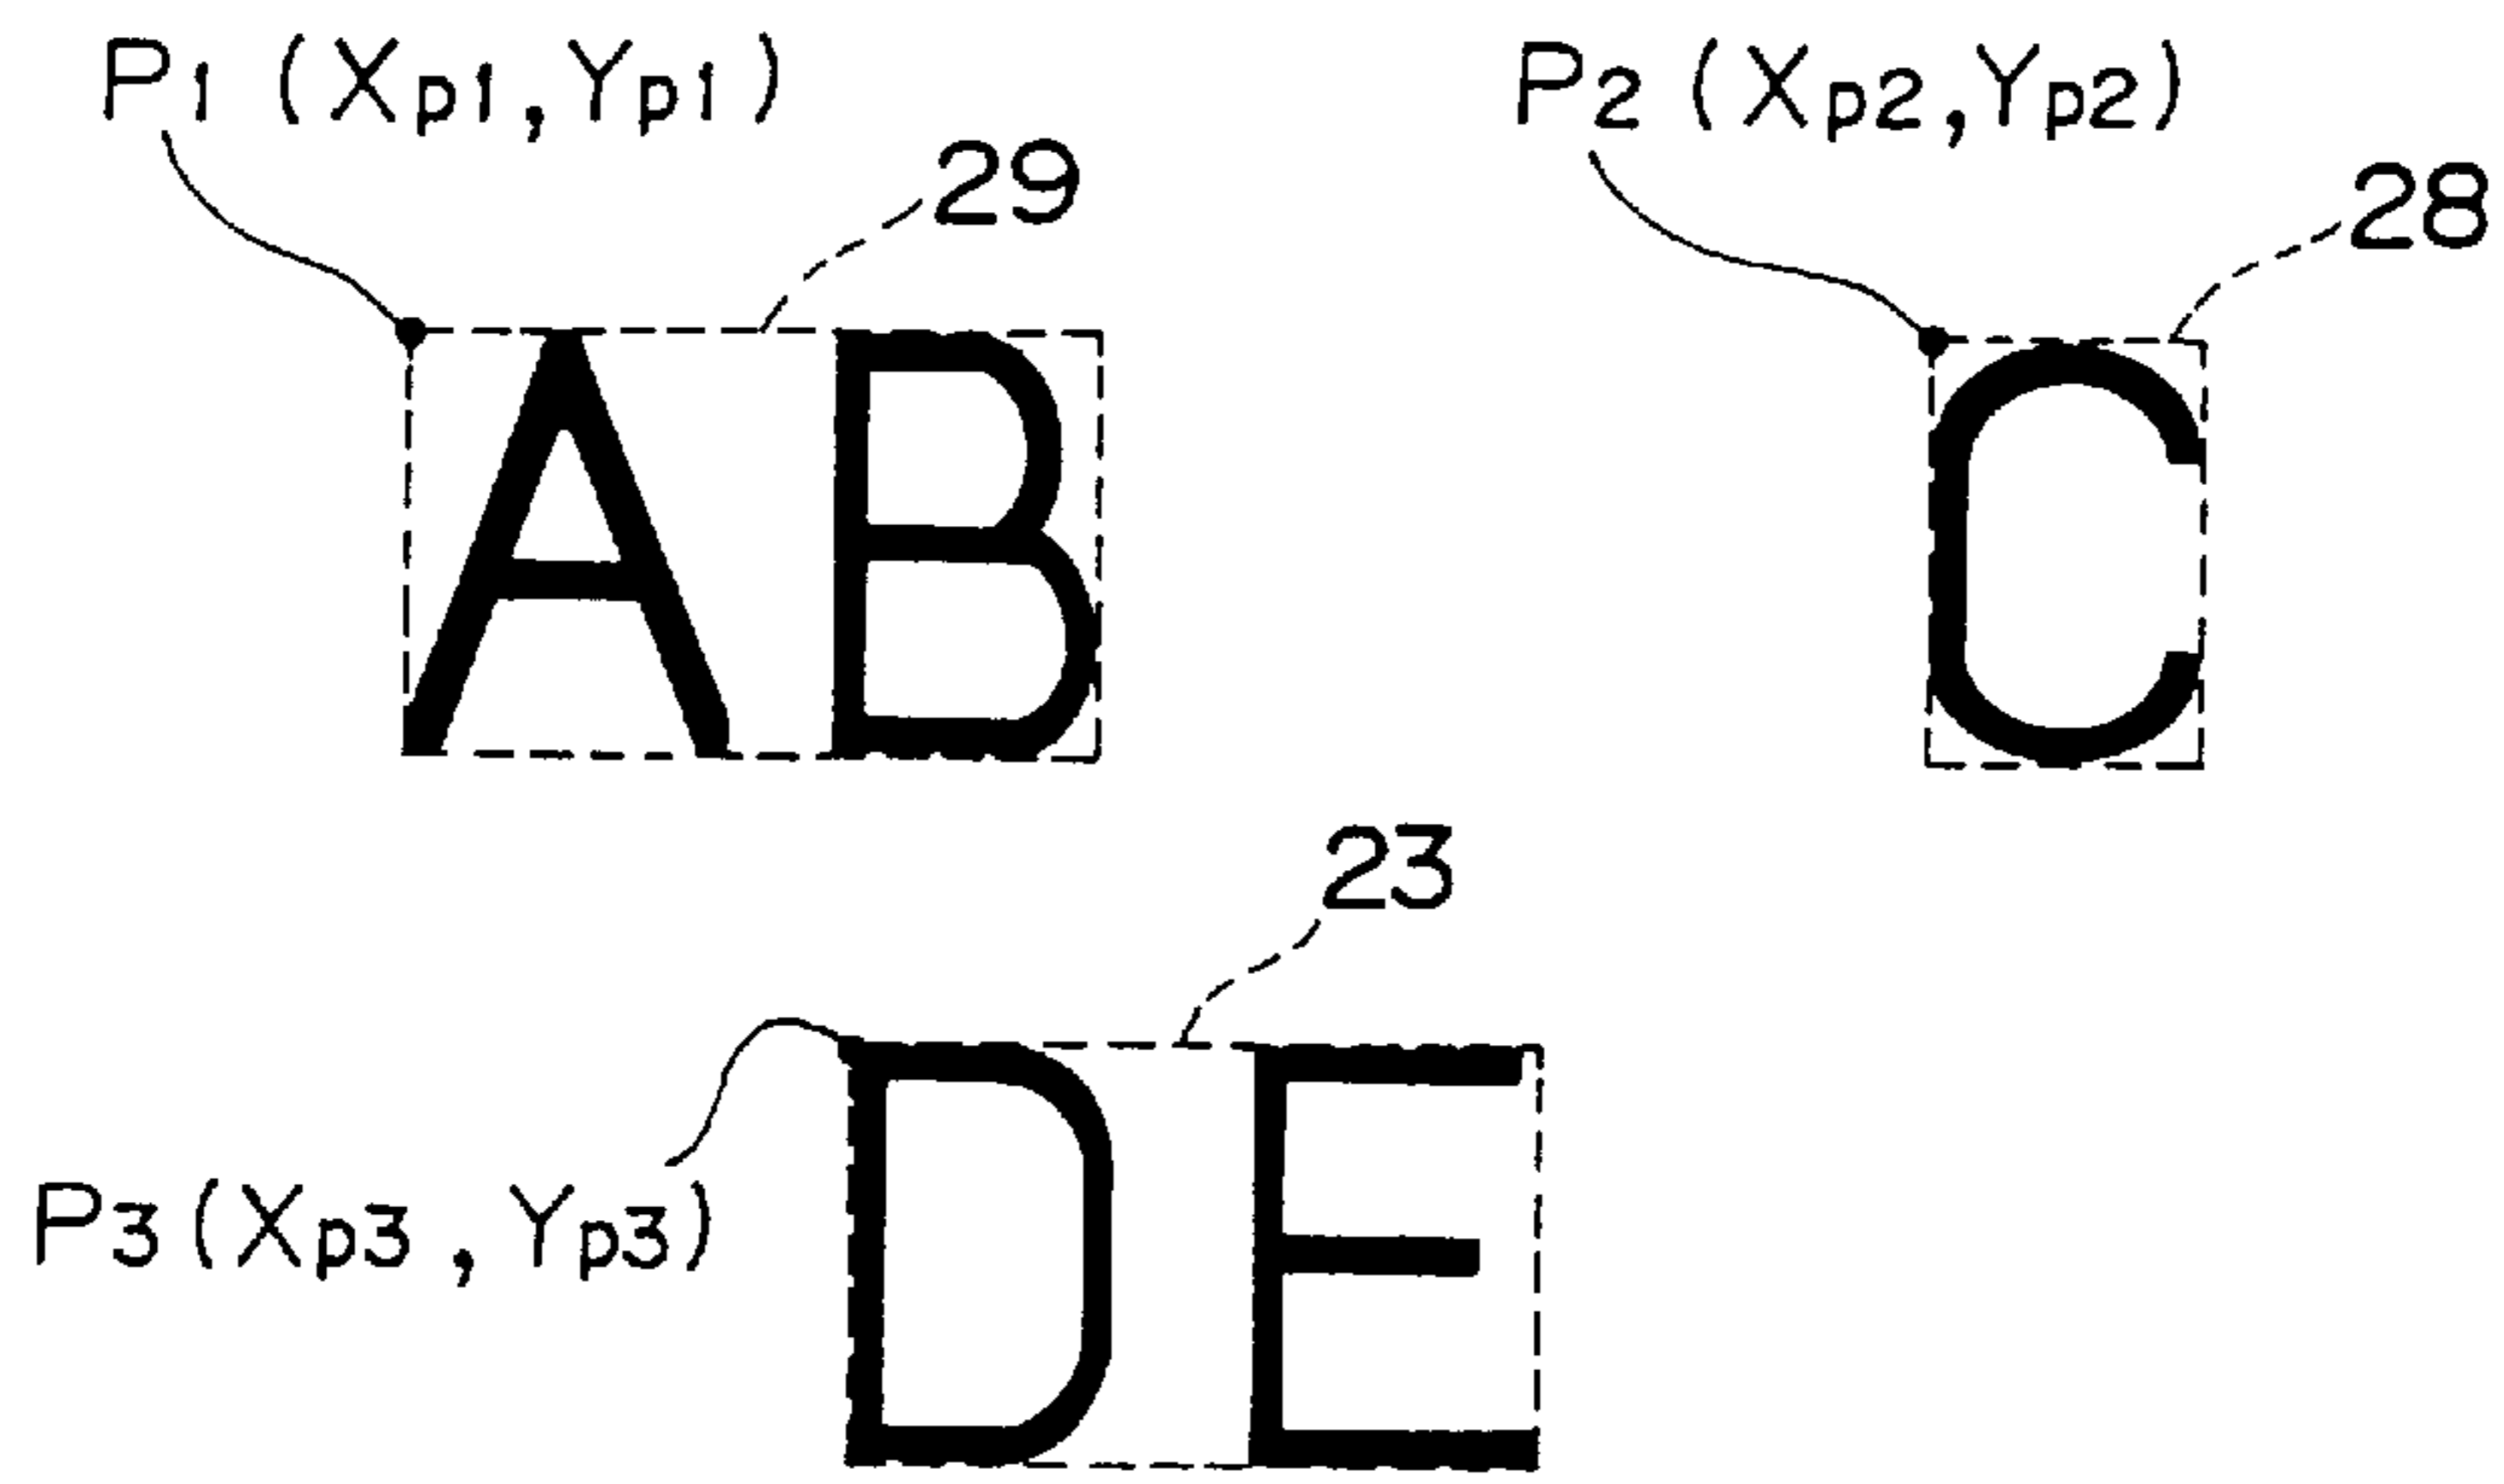 P1 (Xp1,Yp1) P2 (Xp2,Yp2)
29 28
AB C
23
DE
P3(Xp3 ,Yp3)